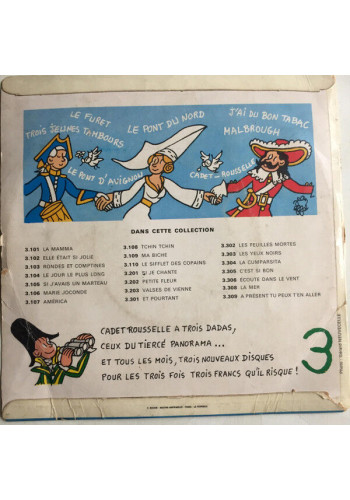 LE FURET
TROIS JEUNES TAMBOURS
LE PONT DU NORD
J'AI DU BON TABAC
MALBROUGH
LE PONT D'AVIGNON
CADET-ROUSSELLE
DANS CETTE COLLECTION
3.101 LA MAMMA
3.102 ELLE ÉTAIT SI JOLIE
3.103 RONDES ET COMPTINES
3.104 LE JOUR LE PLUS LONG
3.105 SI J'AVAIS UN MARTEAU
3.106 MARIE-JOCONDE
3.107 AMERICA
3.108 TCHIN TCHIN
3.109 MA BICHE
3.110 LE SIFFLET DES COPAINS
3.201 SI JE CHANTE
3.202 PETITE FLEUR
3.203 VALSES DE VIENNE
3.301 ET POURTANT
3.302 LES FEUILLES MORTES
3.303 LES YEUX NOIRS
3.304 LA CUMPARSITA
3.305 C'EST SI BON
3.306 ECOUTE DANS LE VENT
3.308 LA MER
3.309 A PRESENT TU PEUX T'EN ALLER
CADET ROUSSELLE A TROIS DADAS,
CEUX DU TIERCÉ PANORAMA...
ET TOUS LES MOIS, TROIS NOUVEAUX DISQUES
POUR LES TROIS FOIS TROIS FRANCS QU'IL RISQUE !
3